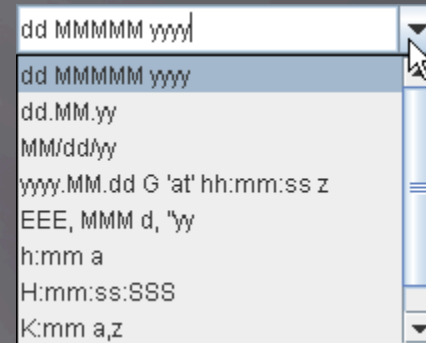 dd MMMMM yyyy
dd MMMMM yyyy
dd.MM.yy
MM/dd/yy
yyyy.MM.dd G 'at' hh:mm:ss z
EEE, MMM d, ''yy
h:mm a
H:mm:ss:SSS
K:mm a,z